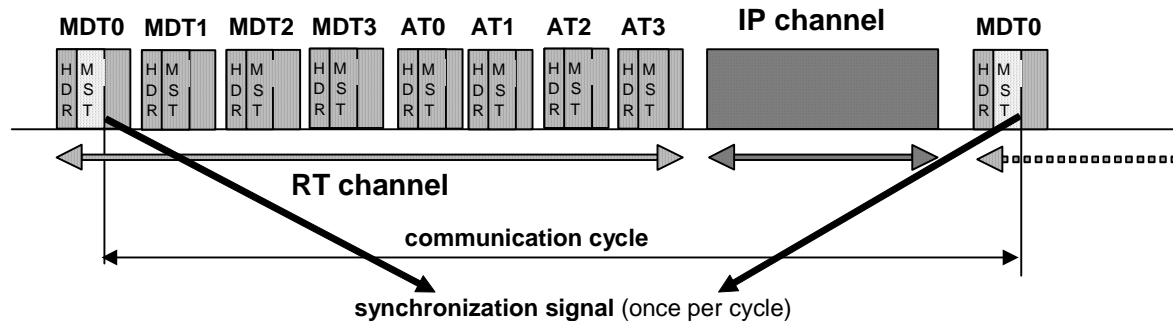 MDT0 MDT1 MDT2 MDT3 AT0 AT1 AT2 AT3 IP channel MDT0
HDR MST HDR MST HDR MST HDR MST HDR MST HDR MST HDR MST HDR MST HDR MST
RT channel
communication cycle
synchronization signal (once per cycle)